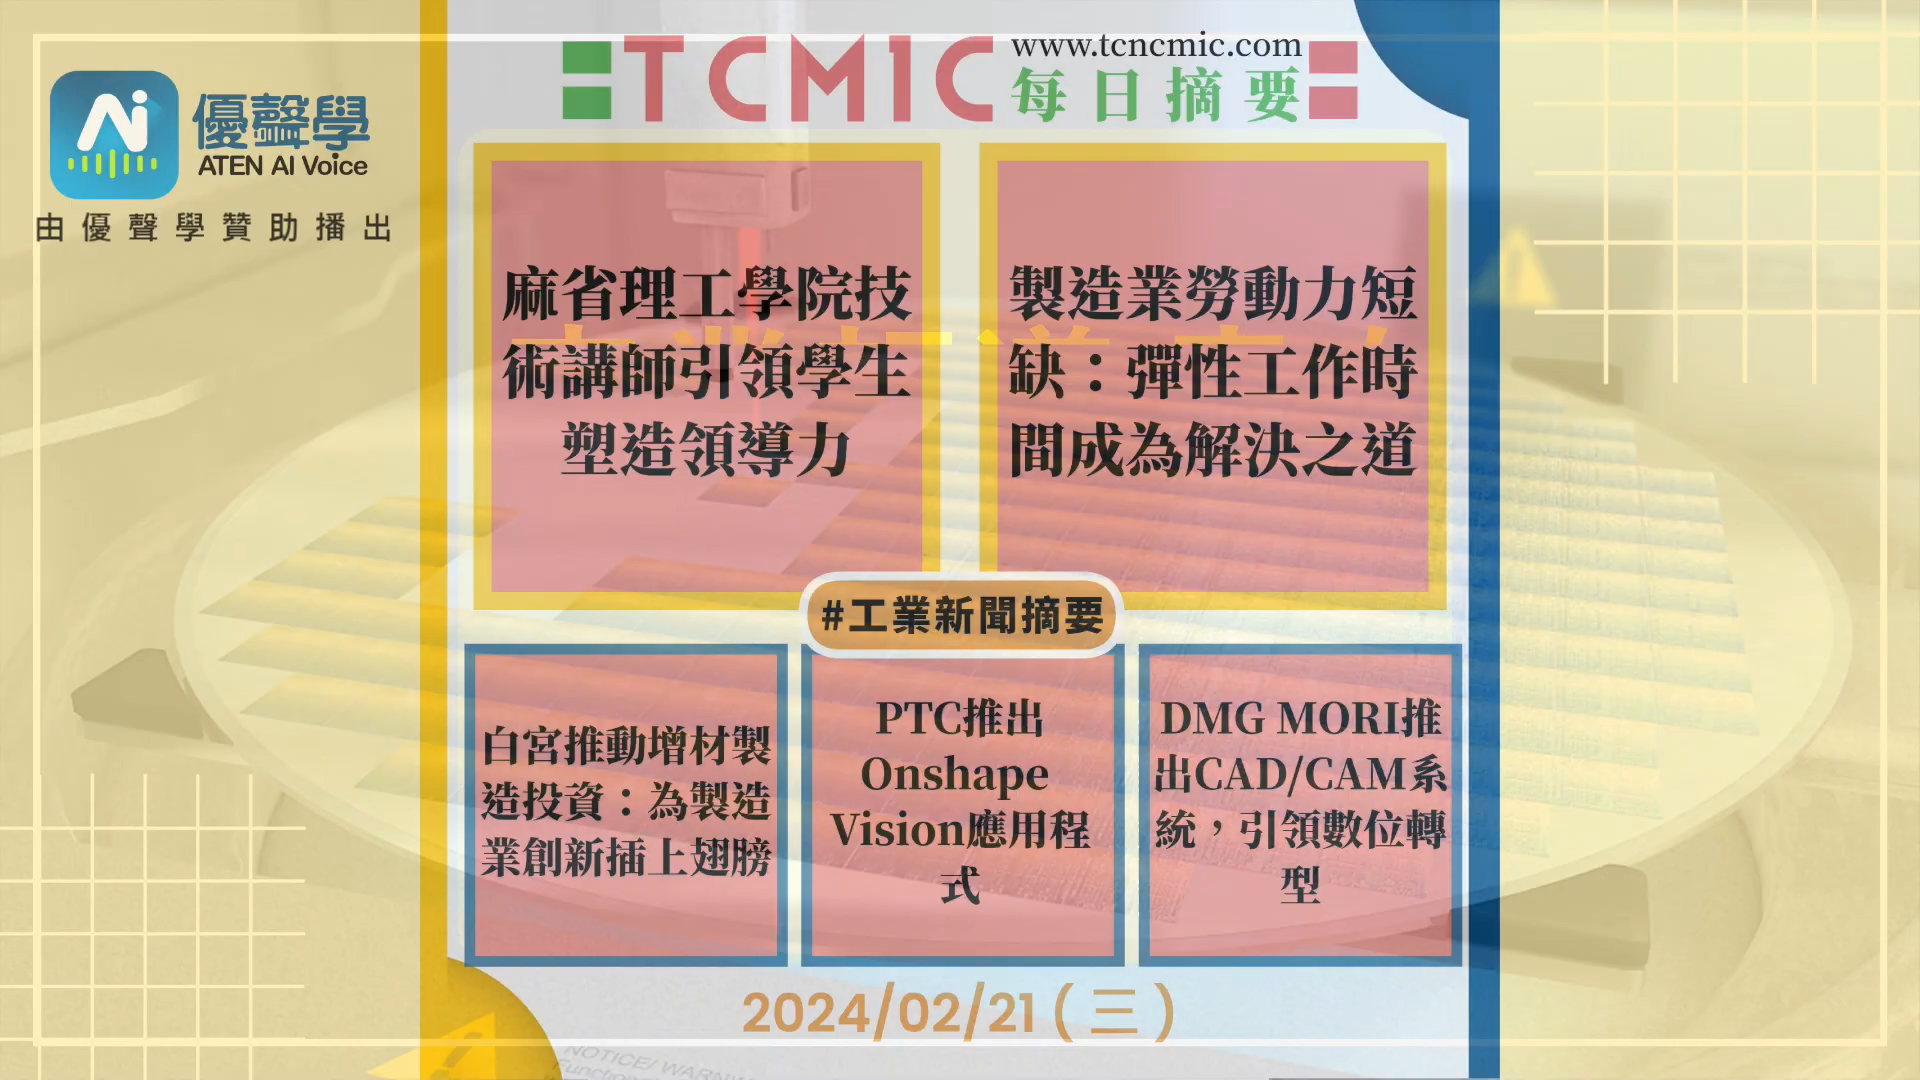 優聲學
ATEN AI Voice
由優聲學贊助播出
TCMIC
www.tcncmic.com
每日摘要
麻省理工學院技
術講師引領學生
塑造領導力
製造業勞動力短
缺：彈性工作時
間成為解決之道
#工業新聞摘要
白宮推動增材製
造投資：為製造
業創新插上翅膀
PTC推出
Onshape
Vision應用程
式
DMG MORI推
出CAD/CAM系
統，引領數位轉
型
2024/02/21 ( 三 )
NOTICE/